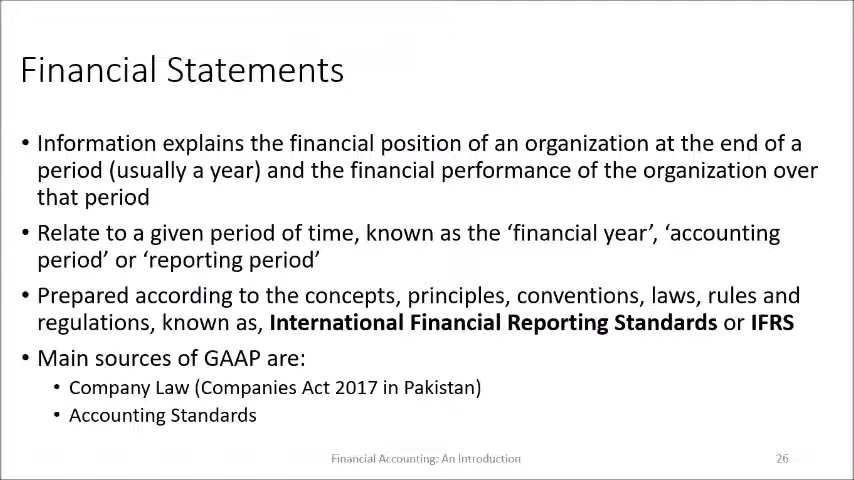 Financial Statements
• Information explains the financial position of an organization at the end of a
period (usually a year) and the financial performance of the organization over
that period
• Relate to a given period of time, known as the ‘financial year’, ‘accounting
period’ or ‘reporting period’
• Prepared according to the concepts, principles, conventions, laws, rules and
regulations, known as, International Financial Reporting Standards or IFRS
• Main sources of GAAP are:
• Company Law (Companies Act 2017 in Pakistan)
• Accounting Standards
Financial Accounting: An Introduction
26